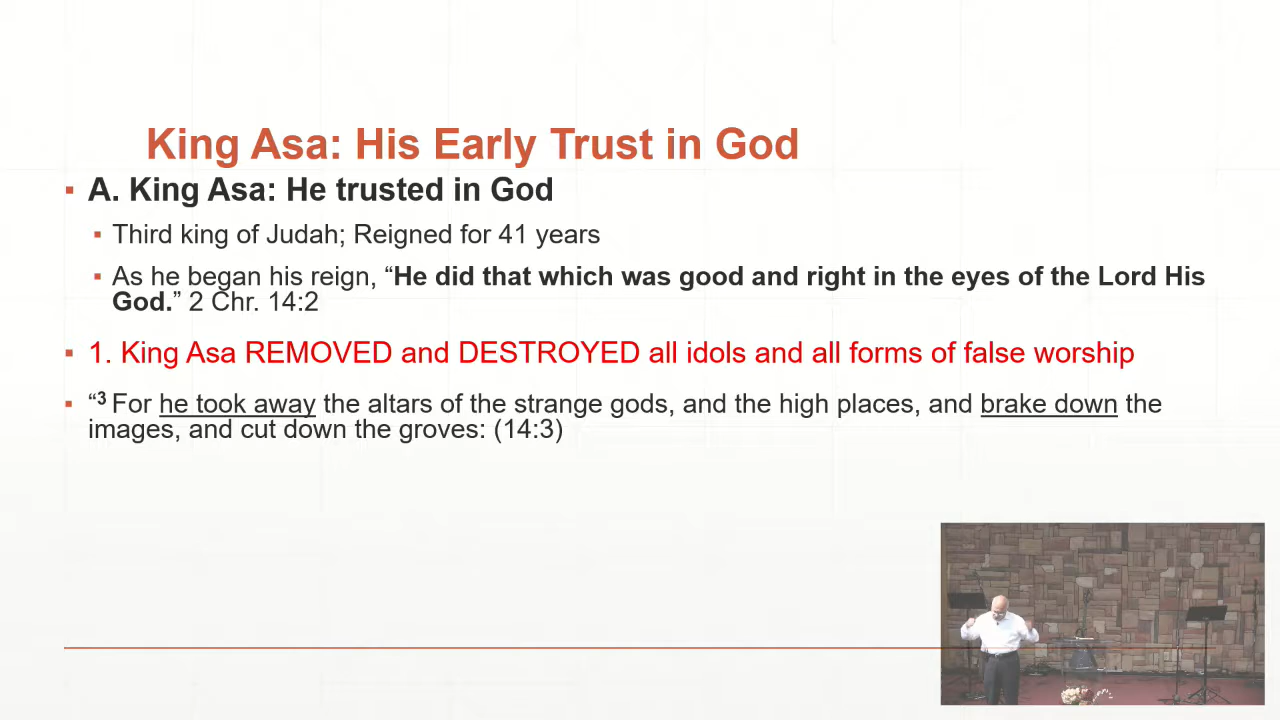 King Asa: His Early Trust in God
▪ A. King Asa: He trusted in God
▪ Third king of Judah; Reigned for 41 years
▪ As he began his reign, “He did that which was good and right in the eyes of the Lord His
God.” 2 Chr. 14:2
▪ 1. King Asa REMOVED and DESTROYED all idols and all forms of false worship
▪ “3 For he took away the altars of the strange gods, and the high places, and brake down the
images, and cut down the groves: (14:3)